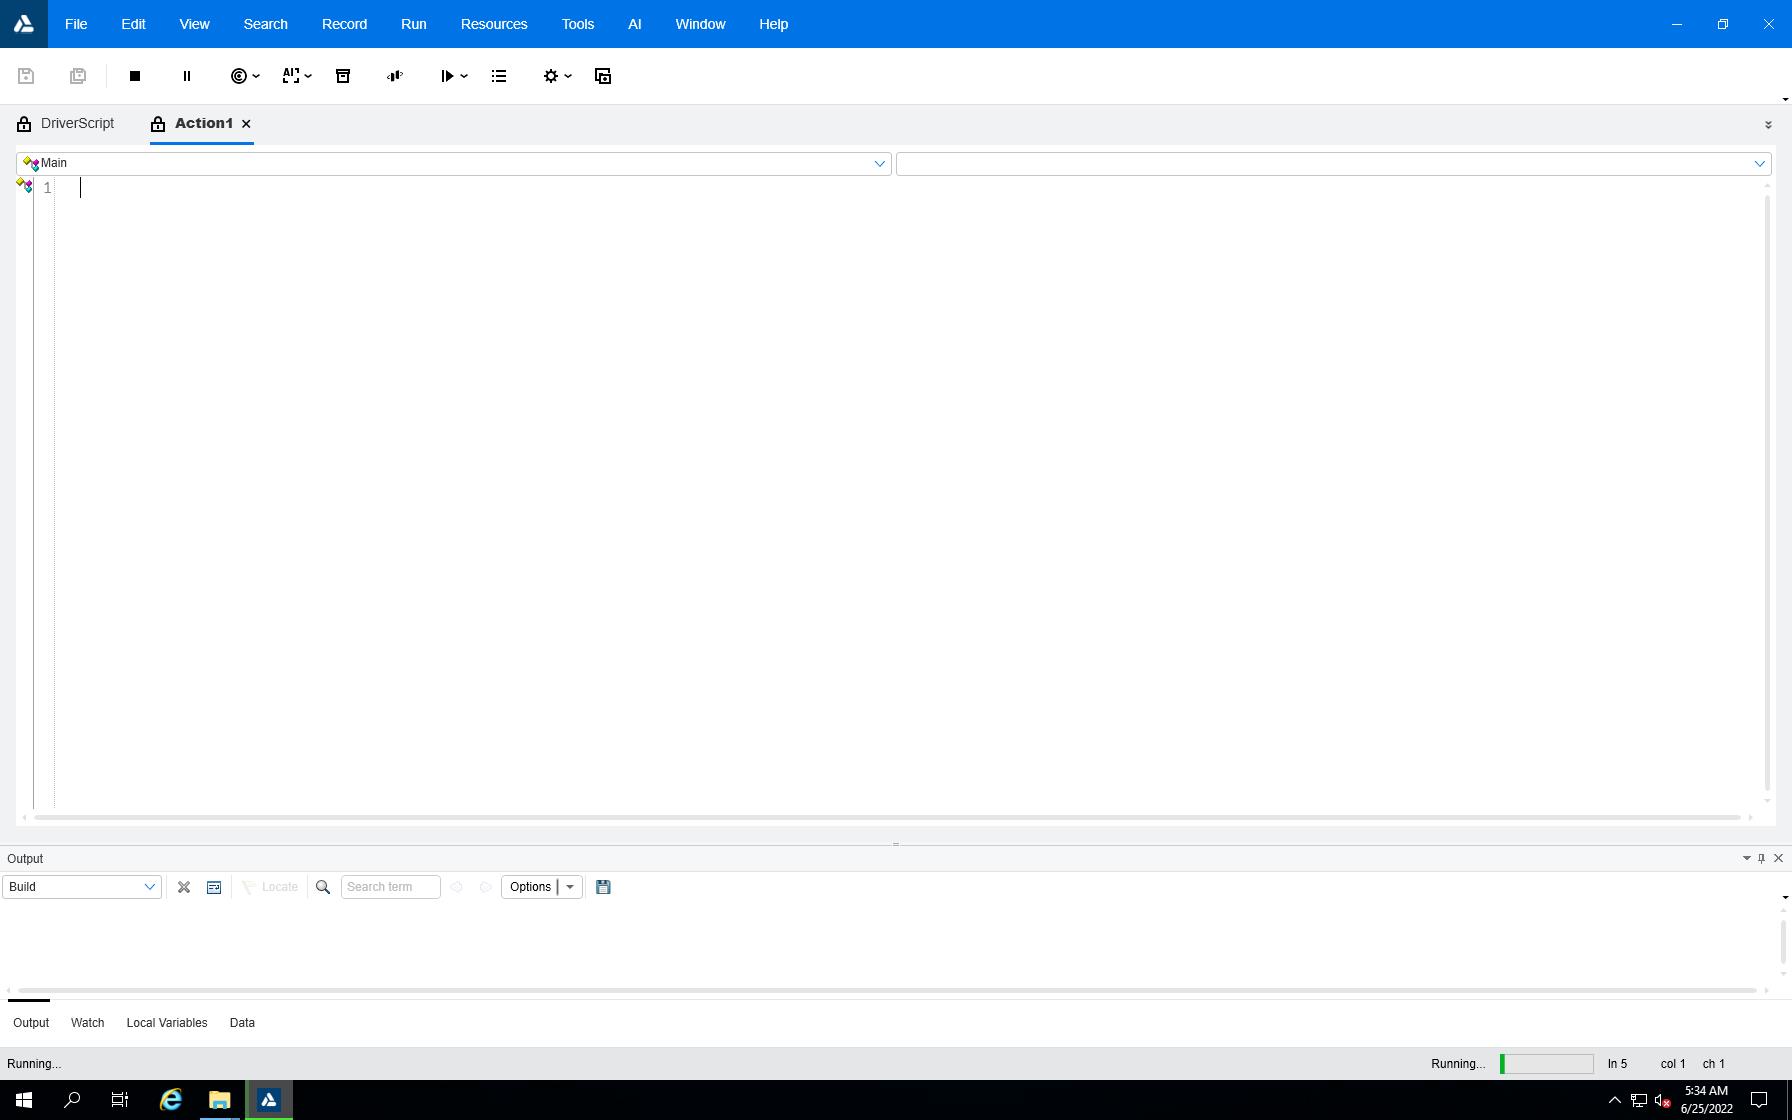 File Edit View Search Record Run Resources Tools AI Window Help
AI
DriverScript Action1
Main
1
Output
Build Locate Search term Options
Output Watch Local Variables Data
Running... Running... ln 5 col 1 ch 1
5:34 AM
6/25/2022